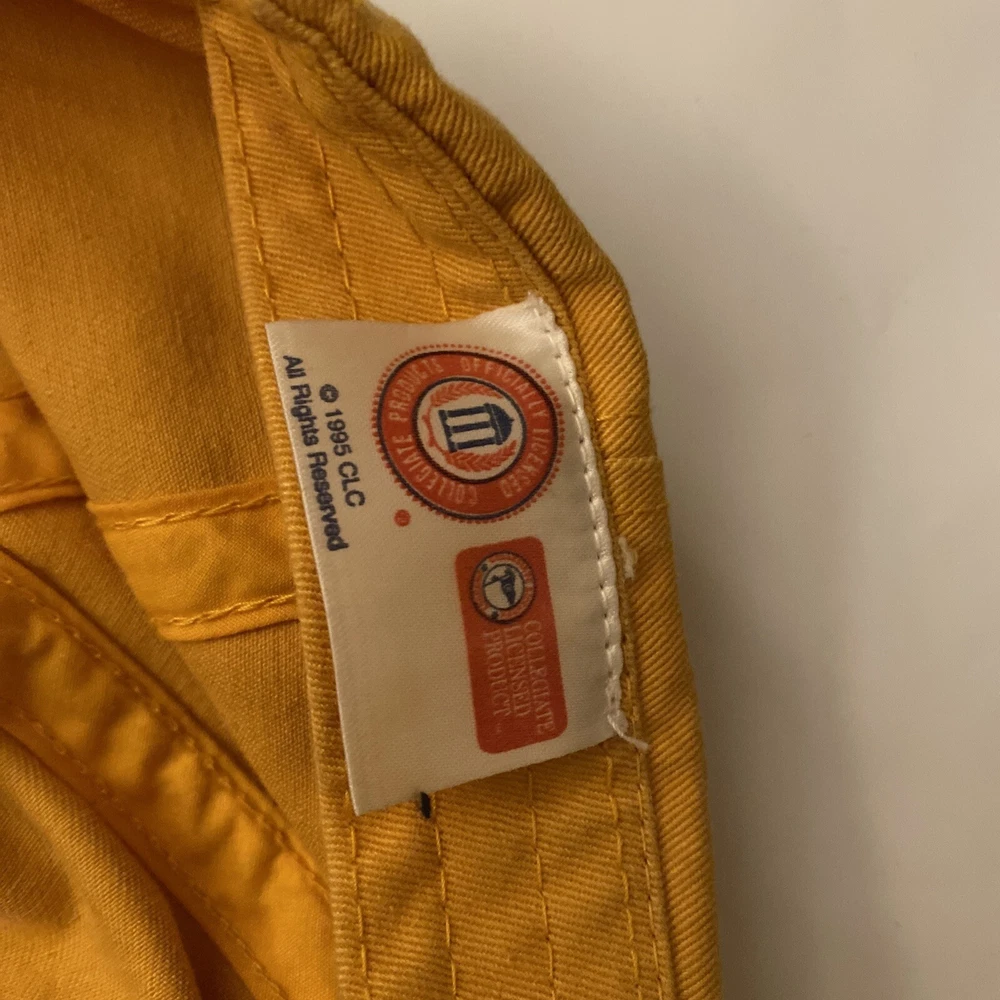 OFFICIALLY LICENSED
COLLEGIATE PRODUCTS
COLLEGIATE
LICENSED
PRODUCT
© 1995 CLC
All Rights Reserved